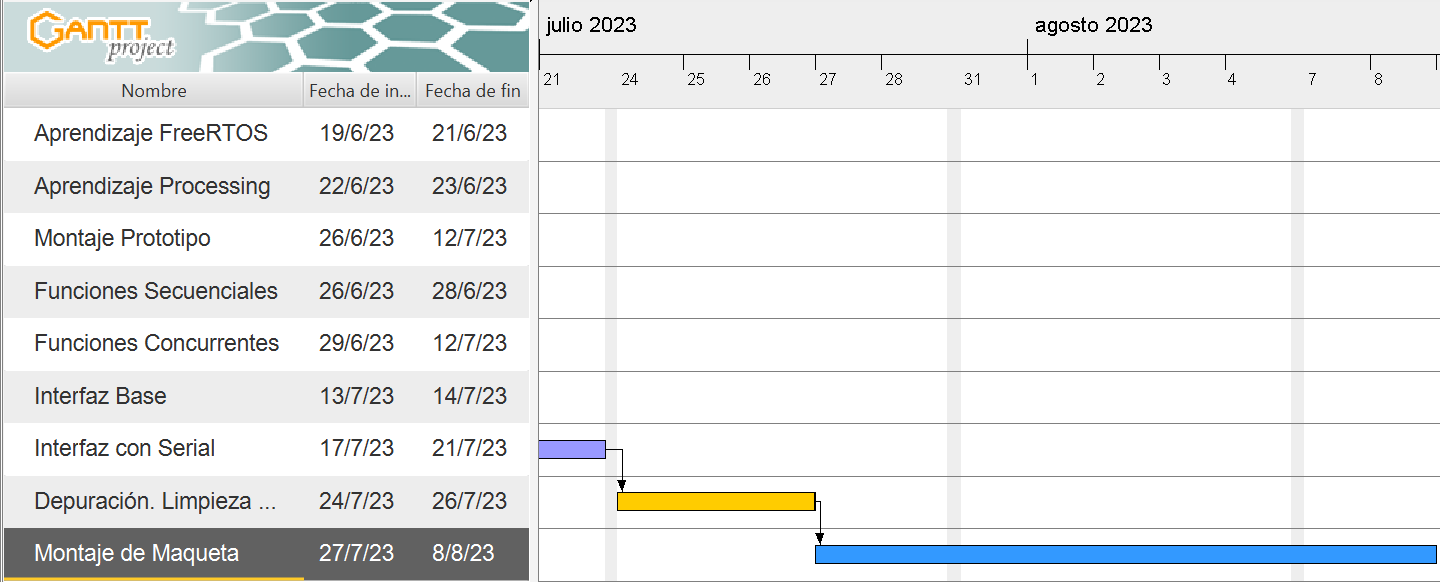 GANTT project
julio 2023 agosto 2023
21 24 25 26 27 28 31 1 2 3 4 7 8
Nombre Fecha de in... Fecha de fin
Aprendizaje FreeRTOS 19/6/23 21/6/23
Aprendizaje Processing 22/6/23 23/6/23
Montaje Prototipo 26/6/23 12/7/23
Funciones Secuenciales 26/6/23 28/6/23
Funciones Concurrentes 29/6/23 12/7/23
Interfaz Base 13/7/23 14/7/23
Interfaz con Serial 17/7/23 21/7/23
Depuración. Limpieza ... 24/7/23 26/7/23
Montaje de Maqueta 27/7/23 8/8/23